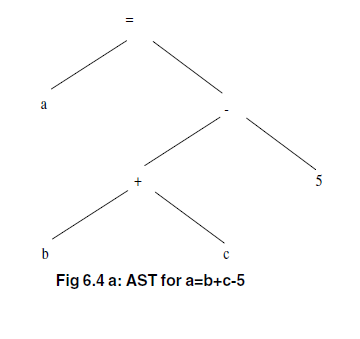 =
a
-
+
5
b
c
Fig 6.4 a: AST for a=b+c-5